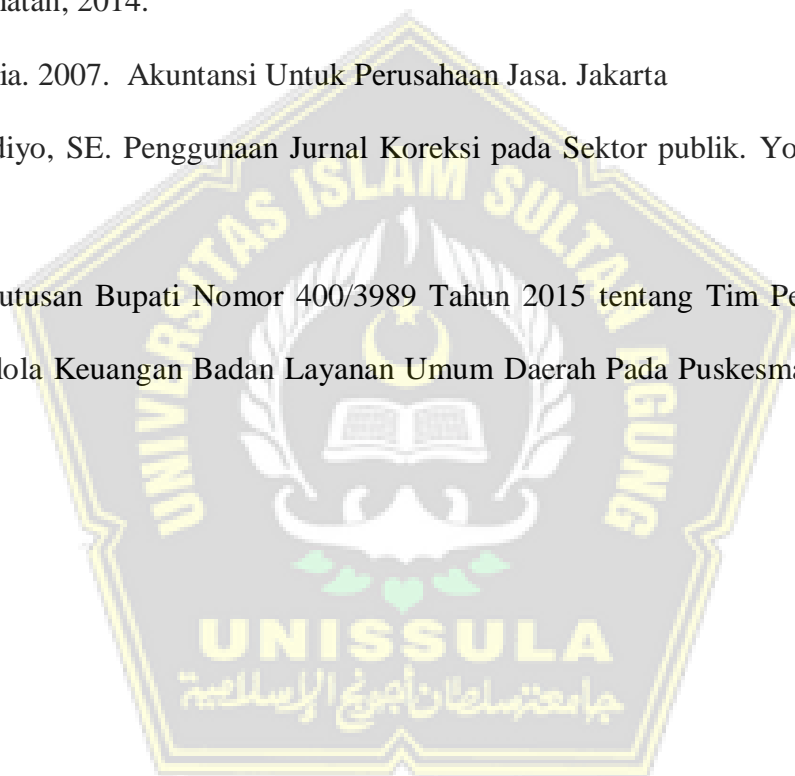 natan, 2014.
ia. 2007. Akuntansi Untuk Perusahaan Jasa. Jakarta
diyo, SE. Penggunaan Jurnal Koreksi pada Sektor publik. Yo
utusan Bupati Nomor 400/3989 Tahun 2015 tentang Tim Pe
lola Keuangan Badan Layanan Umum Daerah Pada Puskesma
UNIVERSITAS ISLAM SULTAN AGUNG
UNISSULA
جامعة سلطان أجونج الإسلامية